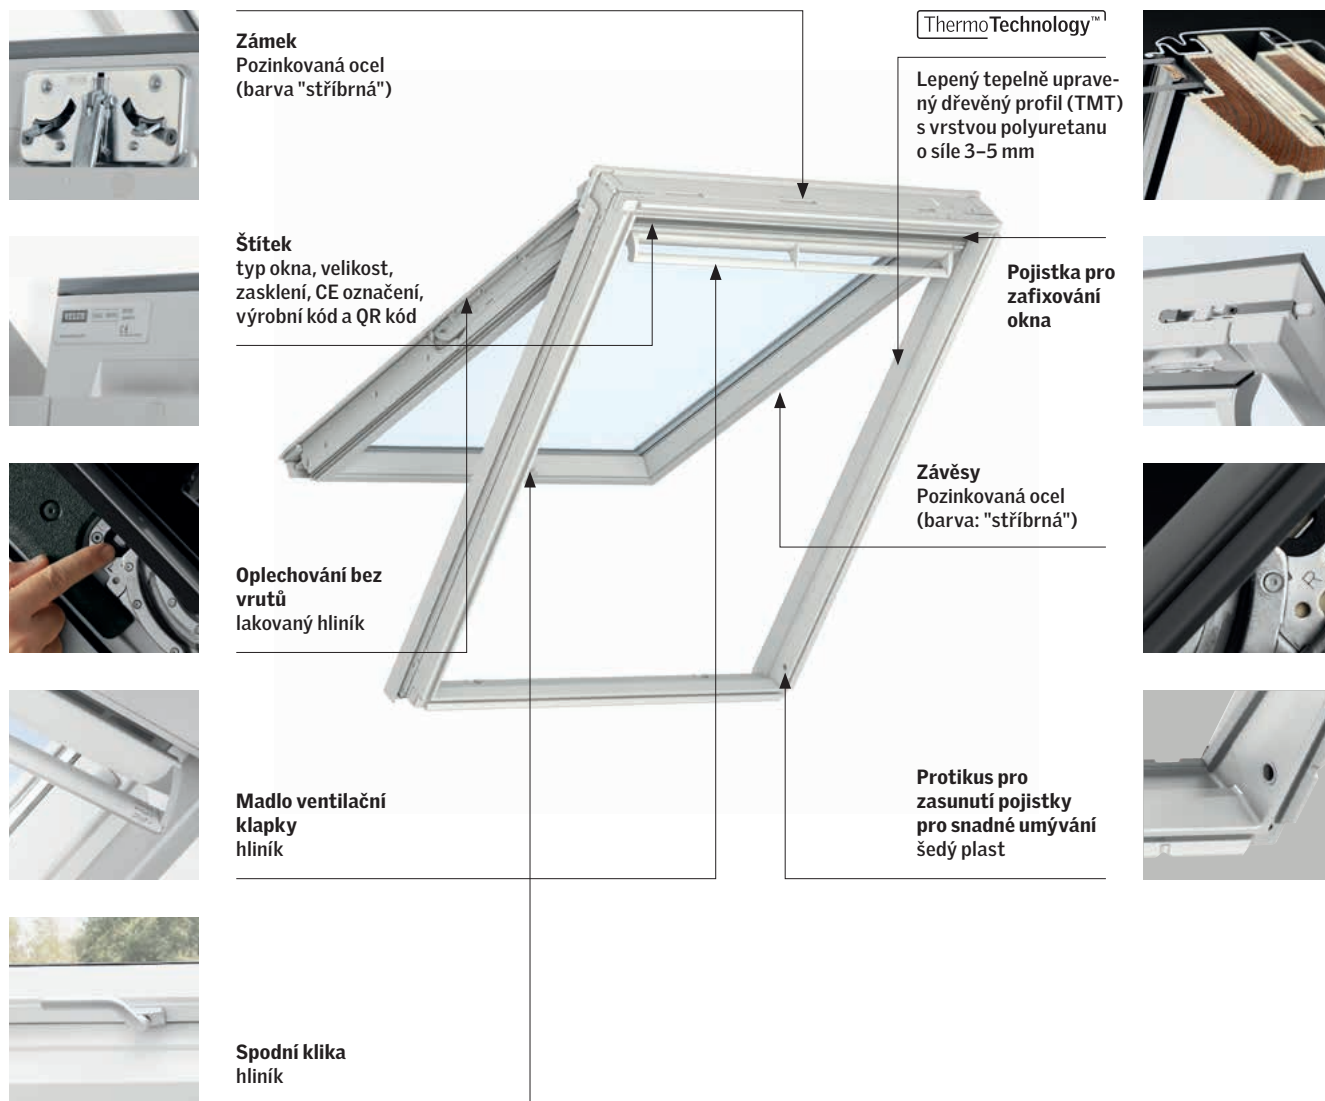 Zámek
Pozinkovaná ocel
(barva "stříbrná")
ThermoTechnology™
Lepený tepelně uprave-
ný dřevěný profil (TMT)
s vrstvou polyuretanu
o síle 3–5 mm
Štítek
typ okna, velikost,
zasklení, CE označení,
výrobní kód a QR kód
Pojistka pro
zafixování
okna
Závěsy
Pozinkovaná ocel
(barva: "stříbrná")
Oplechování bez
vrutů
lakovaný hliník
Madlo ventilační
klapky
hliník
Protikus pro
zasunutí pojistky
pro snadné umývání
šedý plast
Spodní klika
hliník
VELUX
CE
R